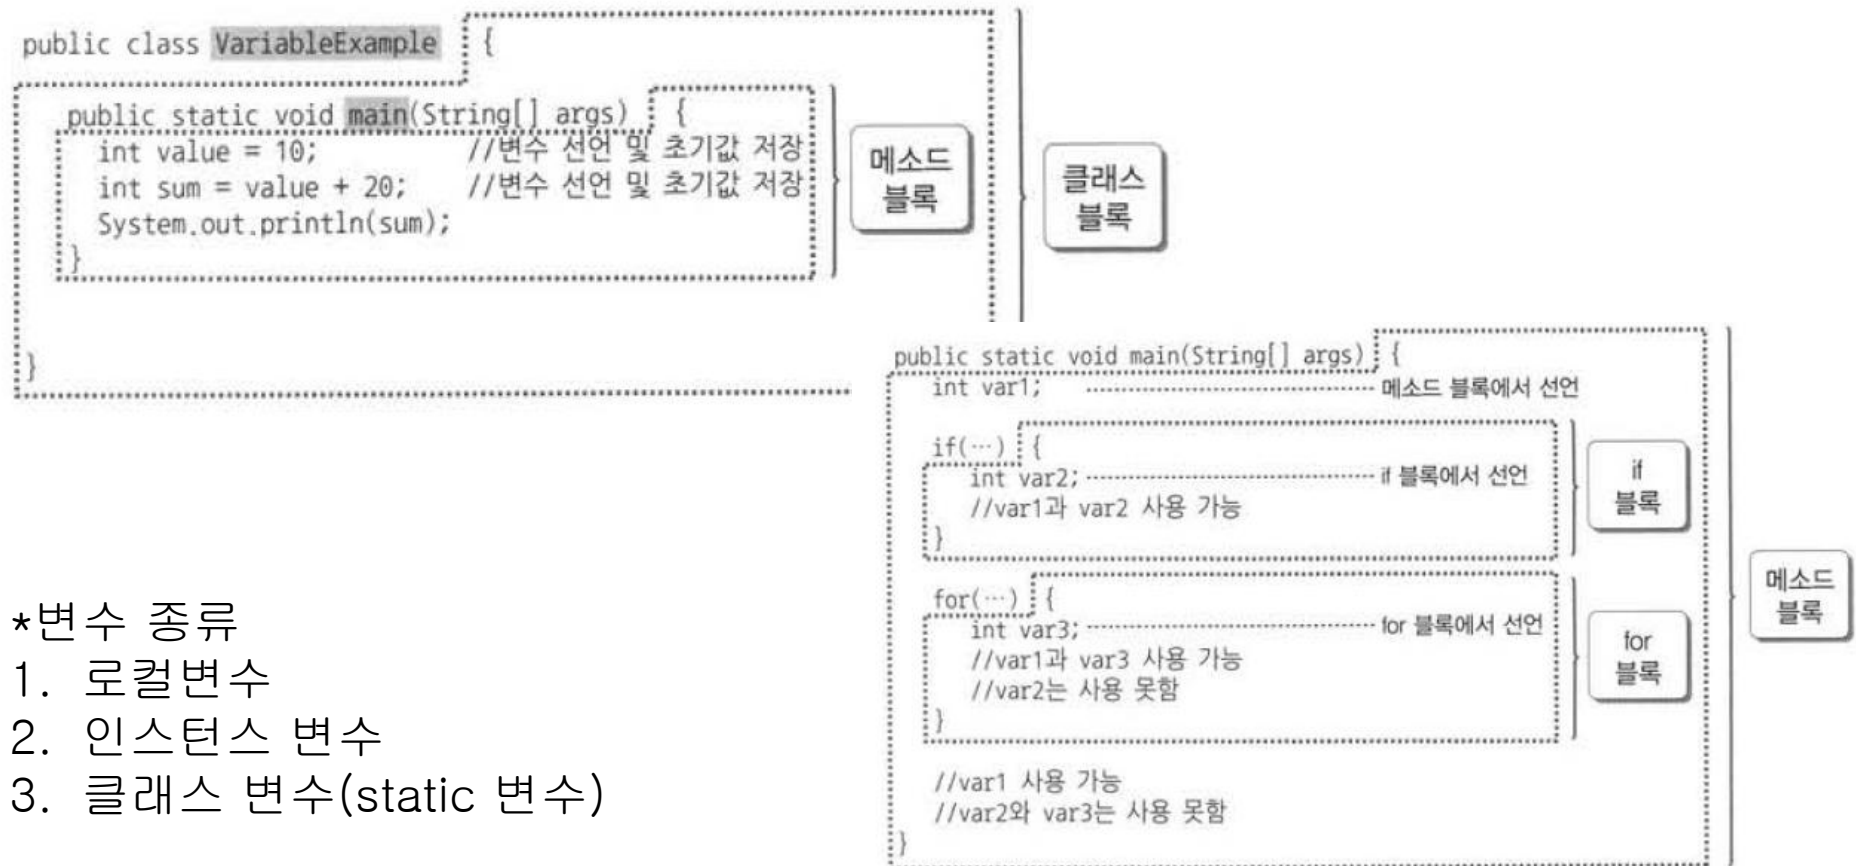 public class VariableExample {
public static void main(String[] args) {
int value = 10; //변수 선언 및 초기값 저장
int sum = value + 20; //변수 선언 및 초기값 저장
System.out.println(sum);
}
}
메소드
블록
클래스
블록
public static void main(String[] args) {
int var1; 메소드 블록에서 선언
if(…) {
int var2; if 블록에서 선언
//var1과 var2 사용 가능
}
if
블록
for(…) {
int var3; for 블록에서 선언
//var1과 var3 사용 가능
//var2는 사용 못함
}
for
블록
//var1 사용 가능
//var2와 var3는 사용 못함
}
메소드
블록
*변수 종류
1. 로컬변수
2. 인스턴스 변수
3. 클래스 변수(static 변수)